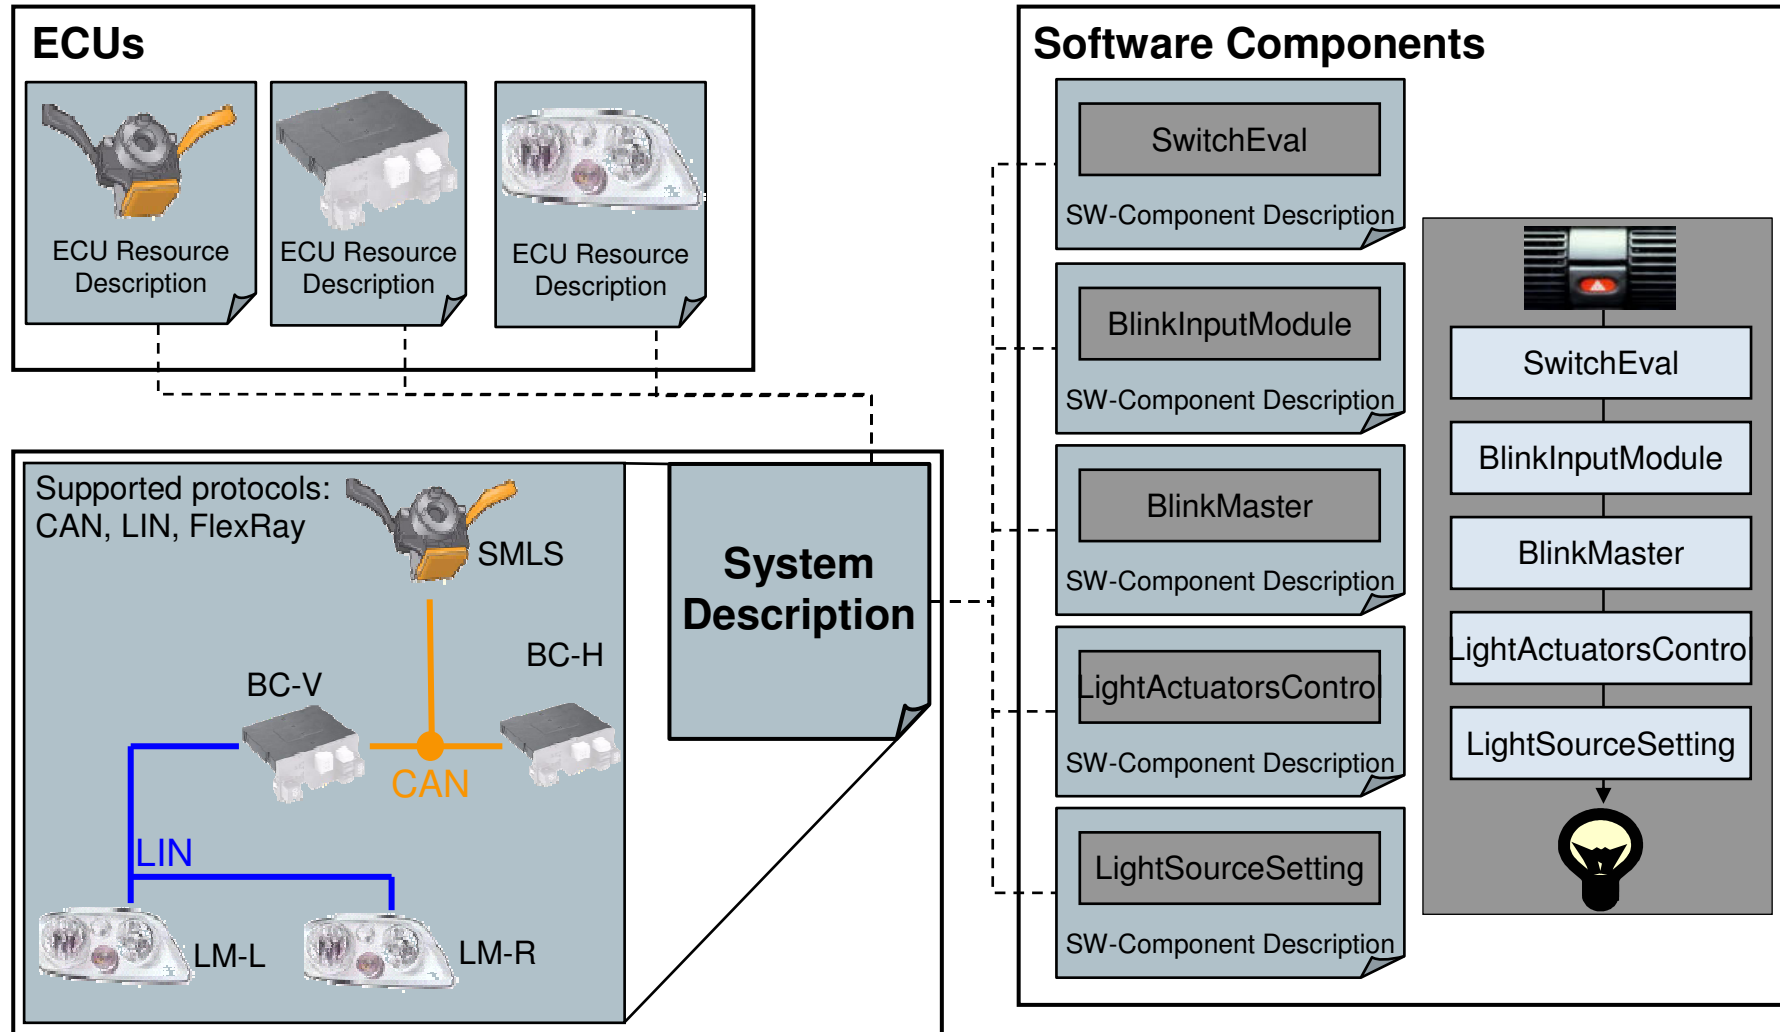 ECUs
ECU Resource
Description
ECU Resource
Description
ECU Resource
Description
Supported protocols:
CAN, LIN, FlexRay
SMLS
BC-H
BC-V
CAN
LIN
LM-L
LM-R
System
Description
Software Components
SwitchEval
SW-Component Description
BlinkInputModule
SW-Component Description
BlinkMaster
SW-Component Description
LightActuatorsControl
SW-Component Description
LightSourceSetting
SW-Component Description
SwitchEval
BlinkInputModule
BlinkMaster
LightActuatorsControl
LightSourceSetting